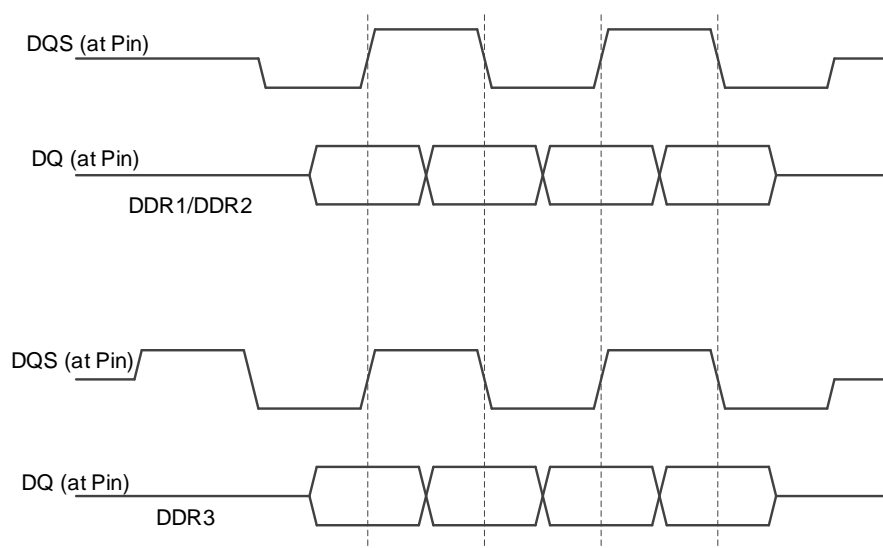 DQS (at Pin)
DQ (at Pin)
DDR1/DDR2
DQS (at Pin)
DQ (at Pin)
DDR3